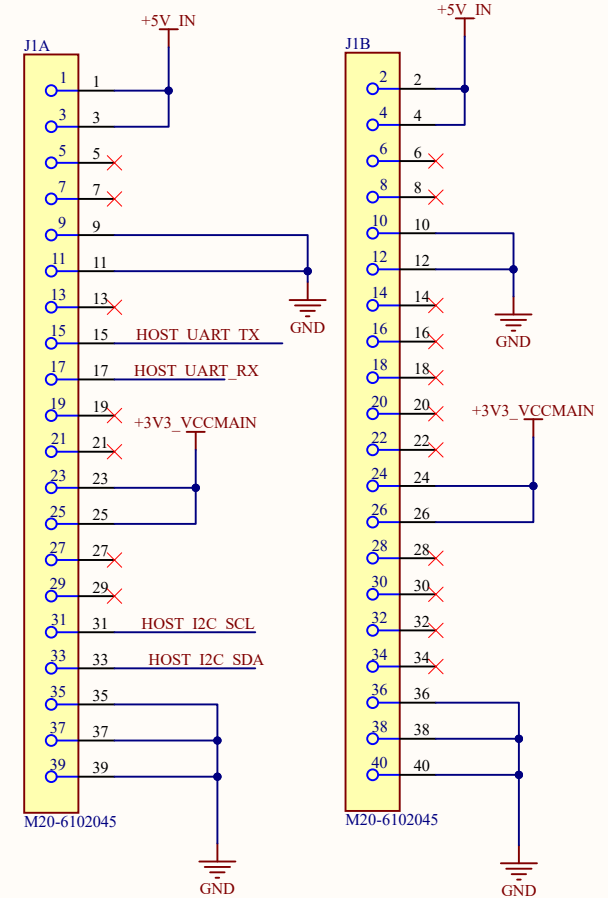 +5V_IN
J1A
1 1
3 3
5 5
7 7
9 9
11 11
GND
13 13
15 15 HOST_UART_TX
17 17 HOST_UART_RX
19 19
+3V3_VCCMAIN
21 21
23 23
25 25
27 27
29 29
31 31 HOST_I2C_SCL
33 33 HOST_I2C_SDA
35 35
37 37
39 39
M20-6102045
GND
+5V_IN
J1B
2 2
4 4
6 6
8 8
10 10
12 12
14 14
GND
16 16
18 18
20 20
+3V3_VCCMAIN
22 22
24 24
26 26
28 28
30 30
32 32
34 34
36 36
38 38
40 40
M20-6102045
GND